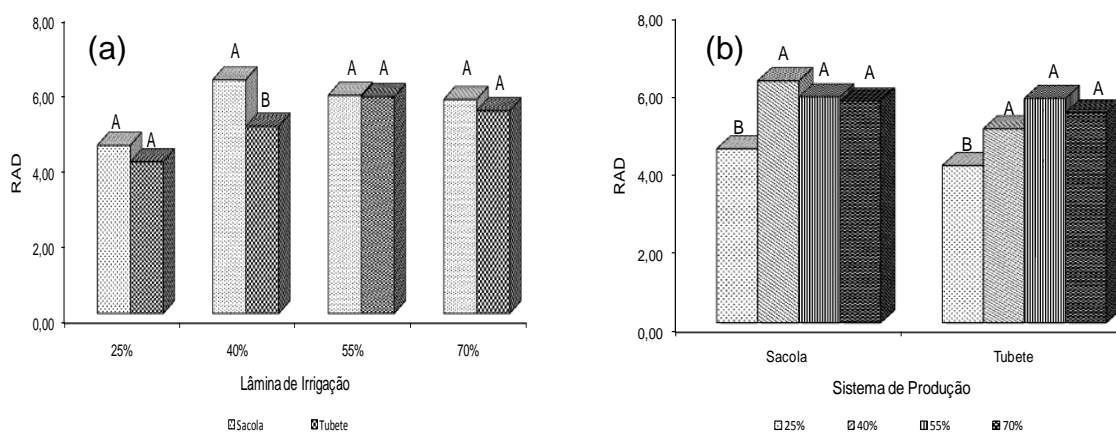 (a)
8,00
6,00
4,00
2,00
0,00
RAD
A
A
A
B
A
A
A
A
25%
40%
55%
70%
Lâmina de Irrigação
Sacola
Tubete
(b)
8,00
6,00
4,00
2,00
0,00
RAD
B
A
A
A
B
A
A
A
Sacola
Tubete
Sistema de Produção
25%
40%
55%
70%